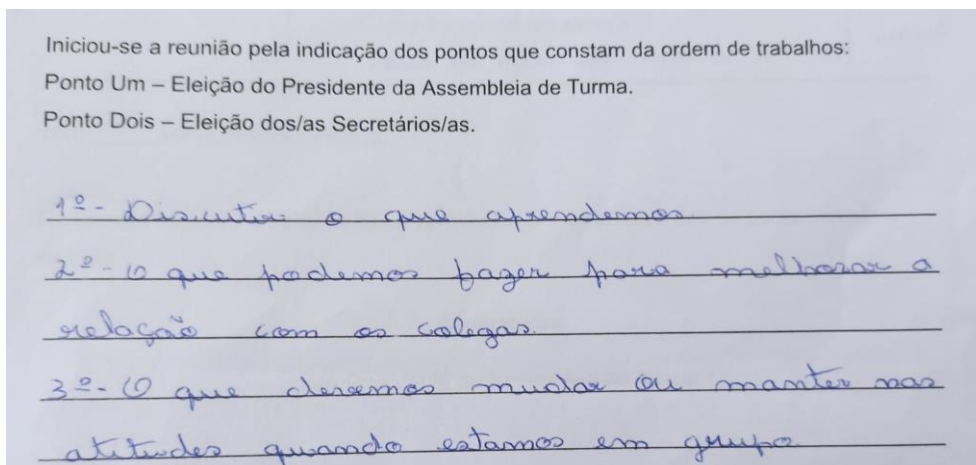 Iniciou-se a reunião pela indicação dos pontos que constam da ordem de trabalhos:
Ponto Um – Eleição do Presidente da Assembleia de Turma.
Ponto Dois – Eleição dos/as Secretários/as.
1º - Discutir o que aprendemos.
2º - O que podemos fazer para melhorar a
relação com os colegas.
3º - O que devemos mudar ou manter nas
atitudes quando estamos em grupo.